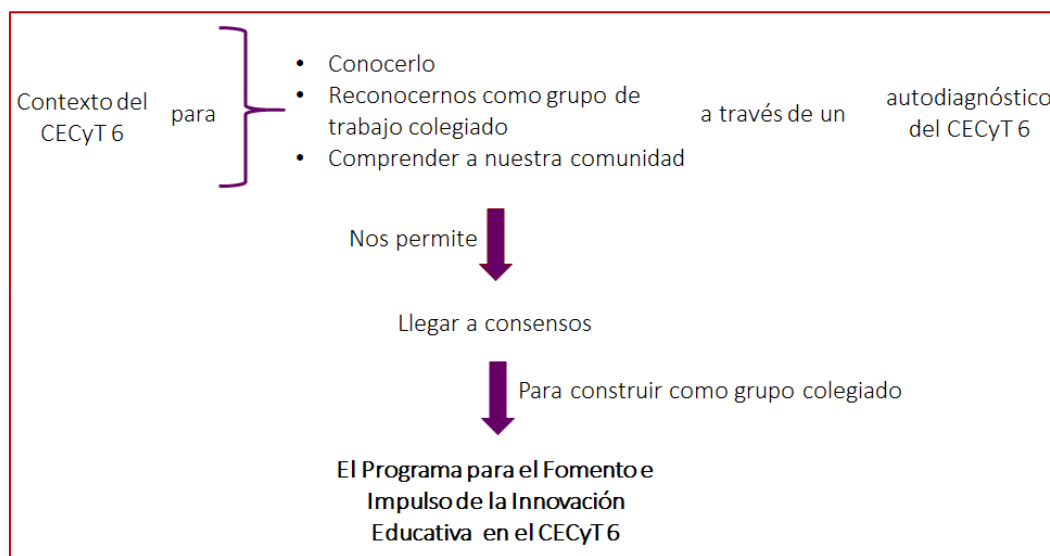 Contexto del
CECyT 6
para
• Conocerlo
• Reconocernos como grupo de
trabajo colegiado
• Comprender a nuestra comunidad
a través de un
autodiagnóstico
del CECyT 6
Nos permite
Llegar a consensos
Para construir como grupo colegiado
El Programa para el Fomento e
Impulso de la Innovación
Educativa en el CECyT 6